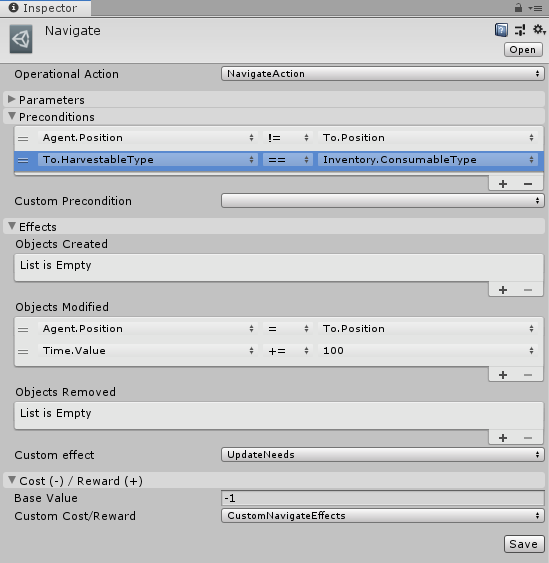 Inspector
Navigate
Open
Operational Action NavigateAction
Parameters
Preconditions
Agent.Position != To.Position
To.HarvestableType == Inventory.ConsumableType
+ −
Custom Precondition
Effects
Objects Created
List is Empty
+ −
Objects Modified
Agent.Position = To.Position
Time.Value += 100
+ −
Objects Removed
List is Empty
+ −
Custom effect UpdateNeeds
Cost (-) / Reward (+)
Base Value -1
Custom Cost/Reward CustomNavigateEffects
Save